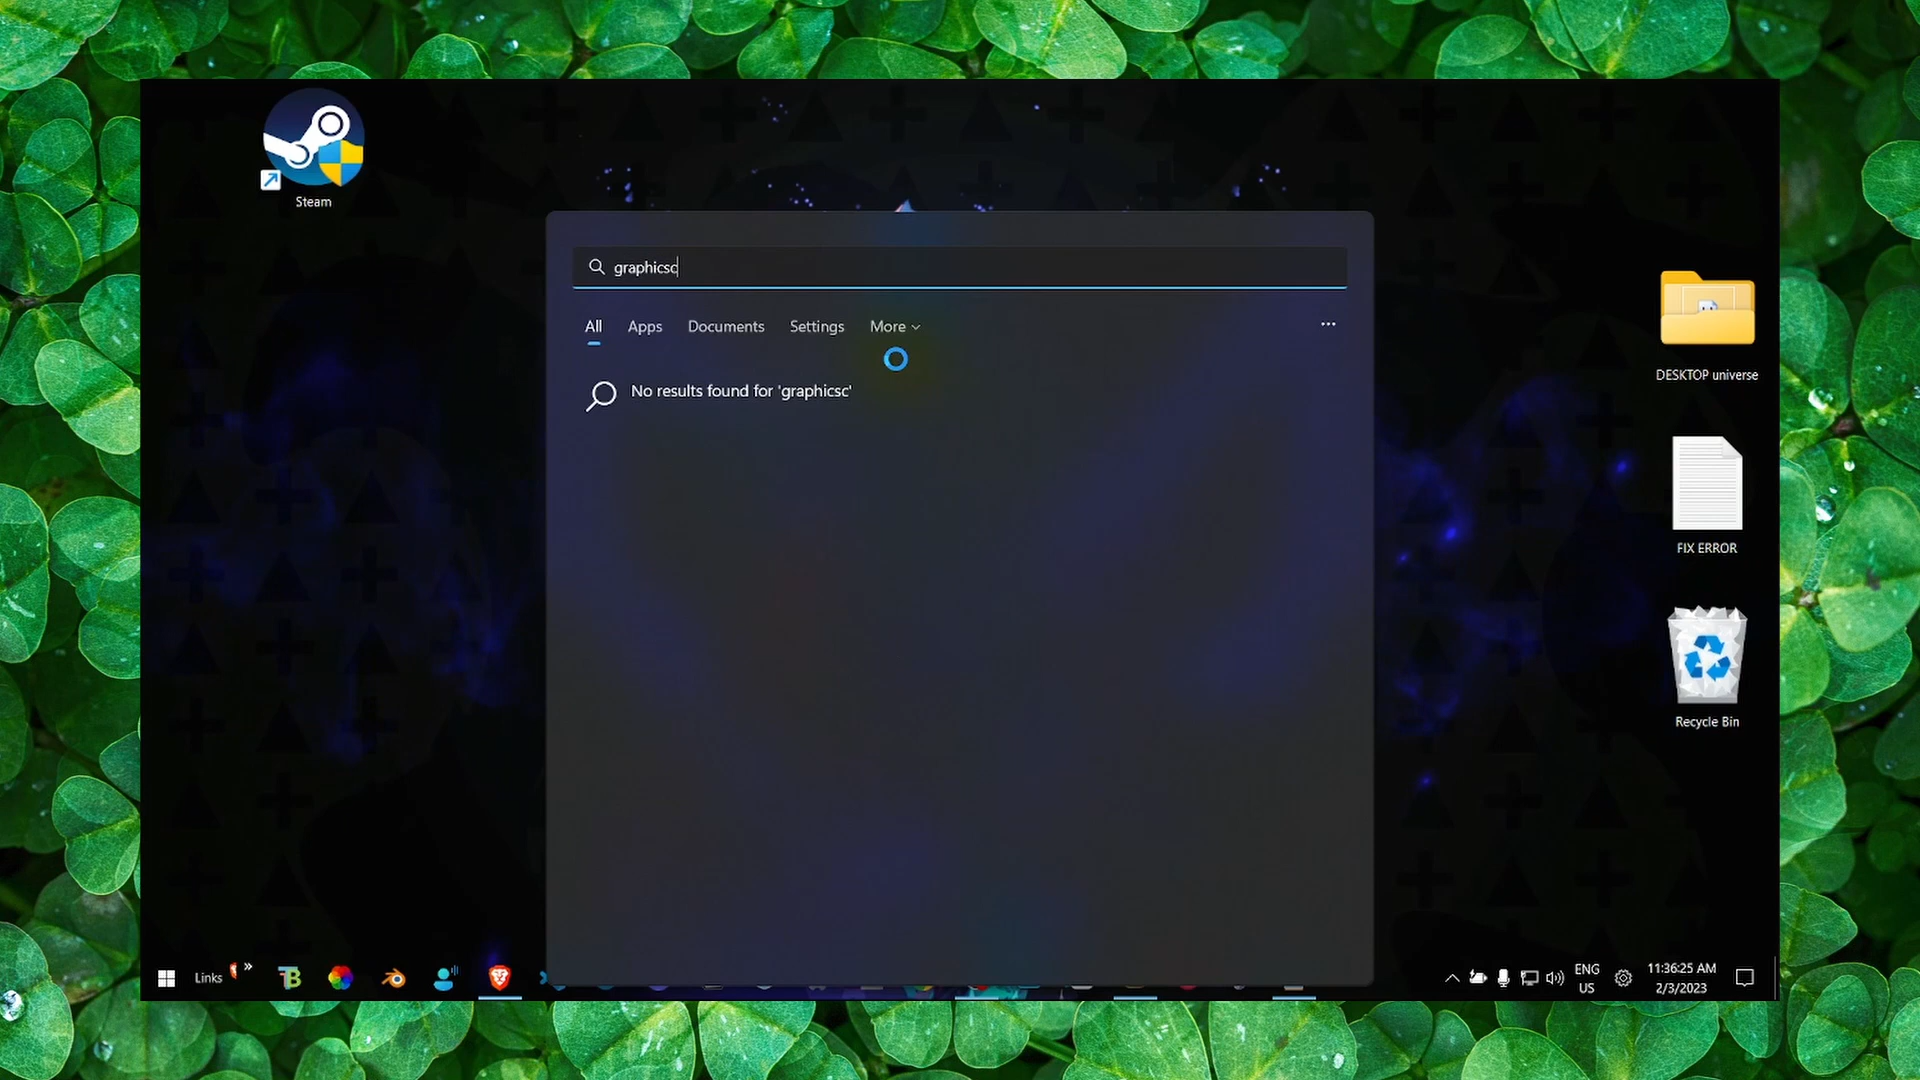 Steam
graphicsc
All Apps Documents Settings More
No results found for 'graphicsc'
DESKTOP universe
FIX ERROR
Recycle Bin
Links
ENG
US
11:36:25 AM
2/3/2023